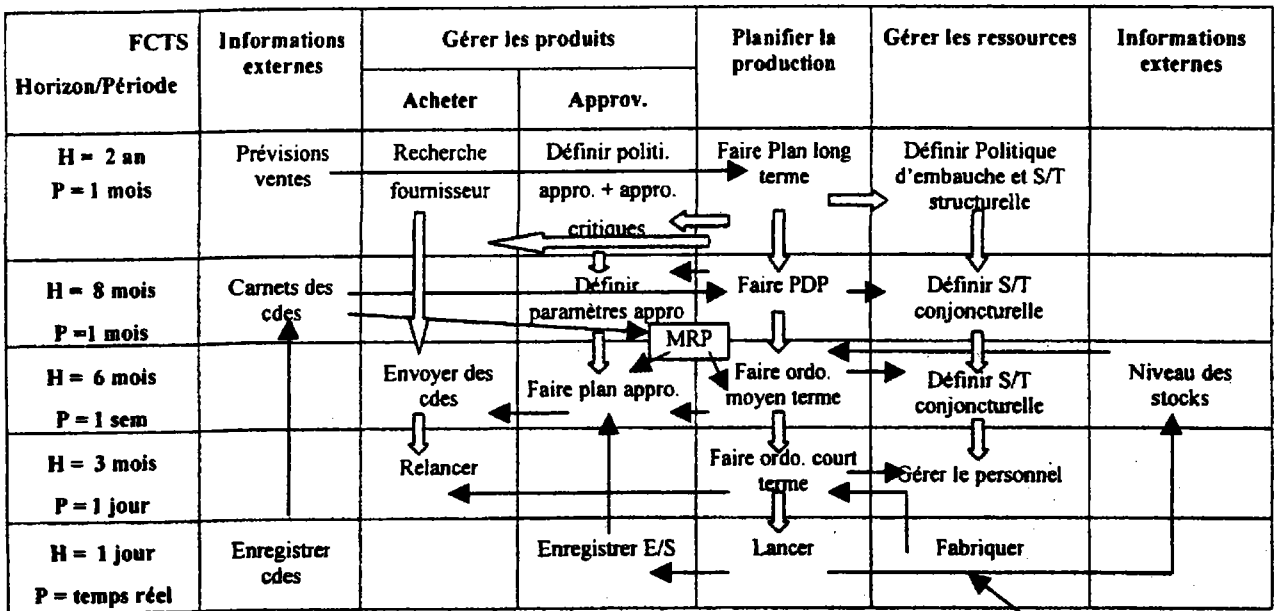 FCTS
Horizon/Période
Informations
externes
Gérer les produits
Acheter
Approv.
Planifier la
production
Gérer les ressources
Informations
externes
H = 2 an
P = 1 mois
Prévisions
ventes
Recherche
fournisseur
Définir politi.
appro. + appro.
critiques
Faire Plan long
terme
Définir Politique
d'embauche et S/T
structurelle
H = 8 mois
P =1 mois
Carnets des
cdes
Définir
paramètres appro
MRP
Faire PDP
Définir S/T
conjoncturelle
H = 6 mois
P = 1 sem
Envoyer des
cdes
Faire plan appro.
Faire ordo.
moyen terme
Définir S/T
conjoncturelle
Niveau des
stocks
H = 3 mois
P = 1 jour
Relancer
Faire ordo. court
terme
Gérer le personnel
H = 1 jour
P = temps réel
Enregistrer
cdes
Enregistrer E/S
Lancer
Fabriquer